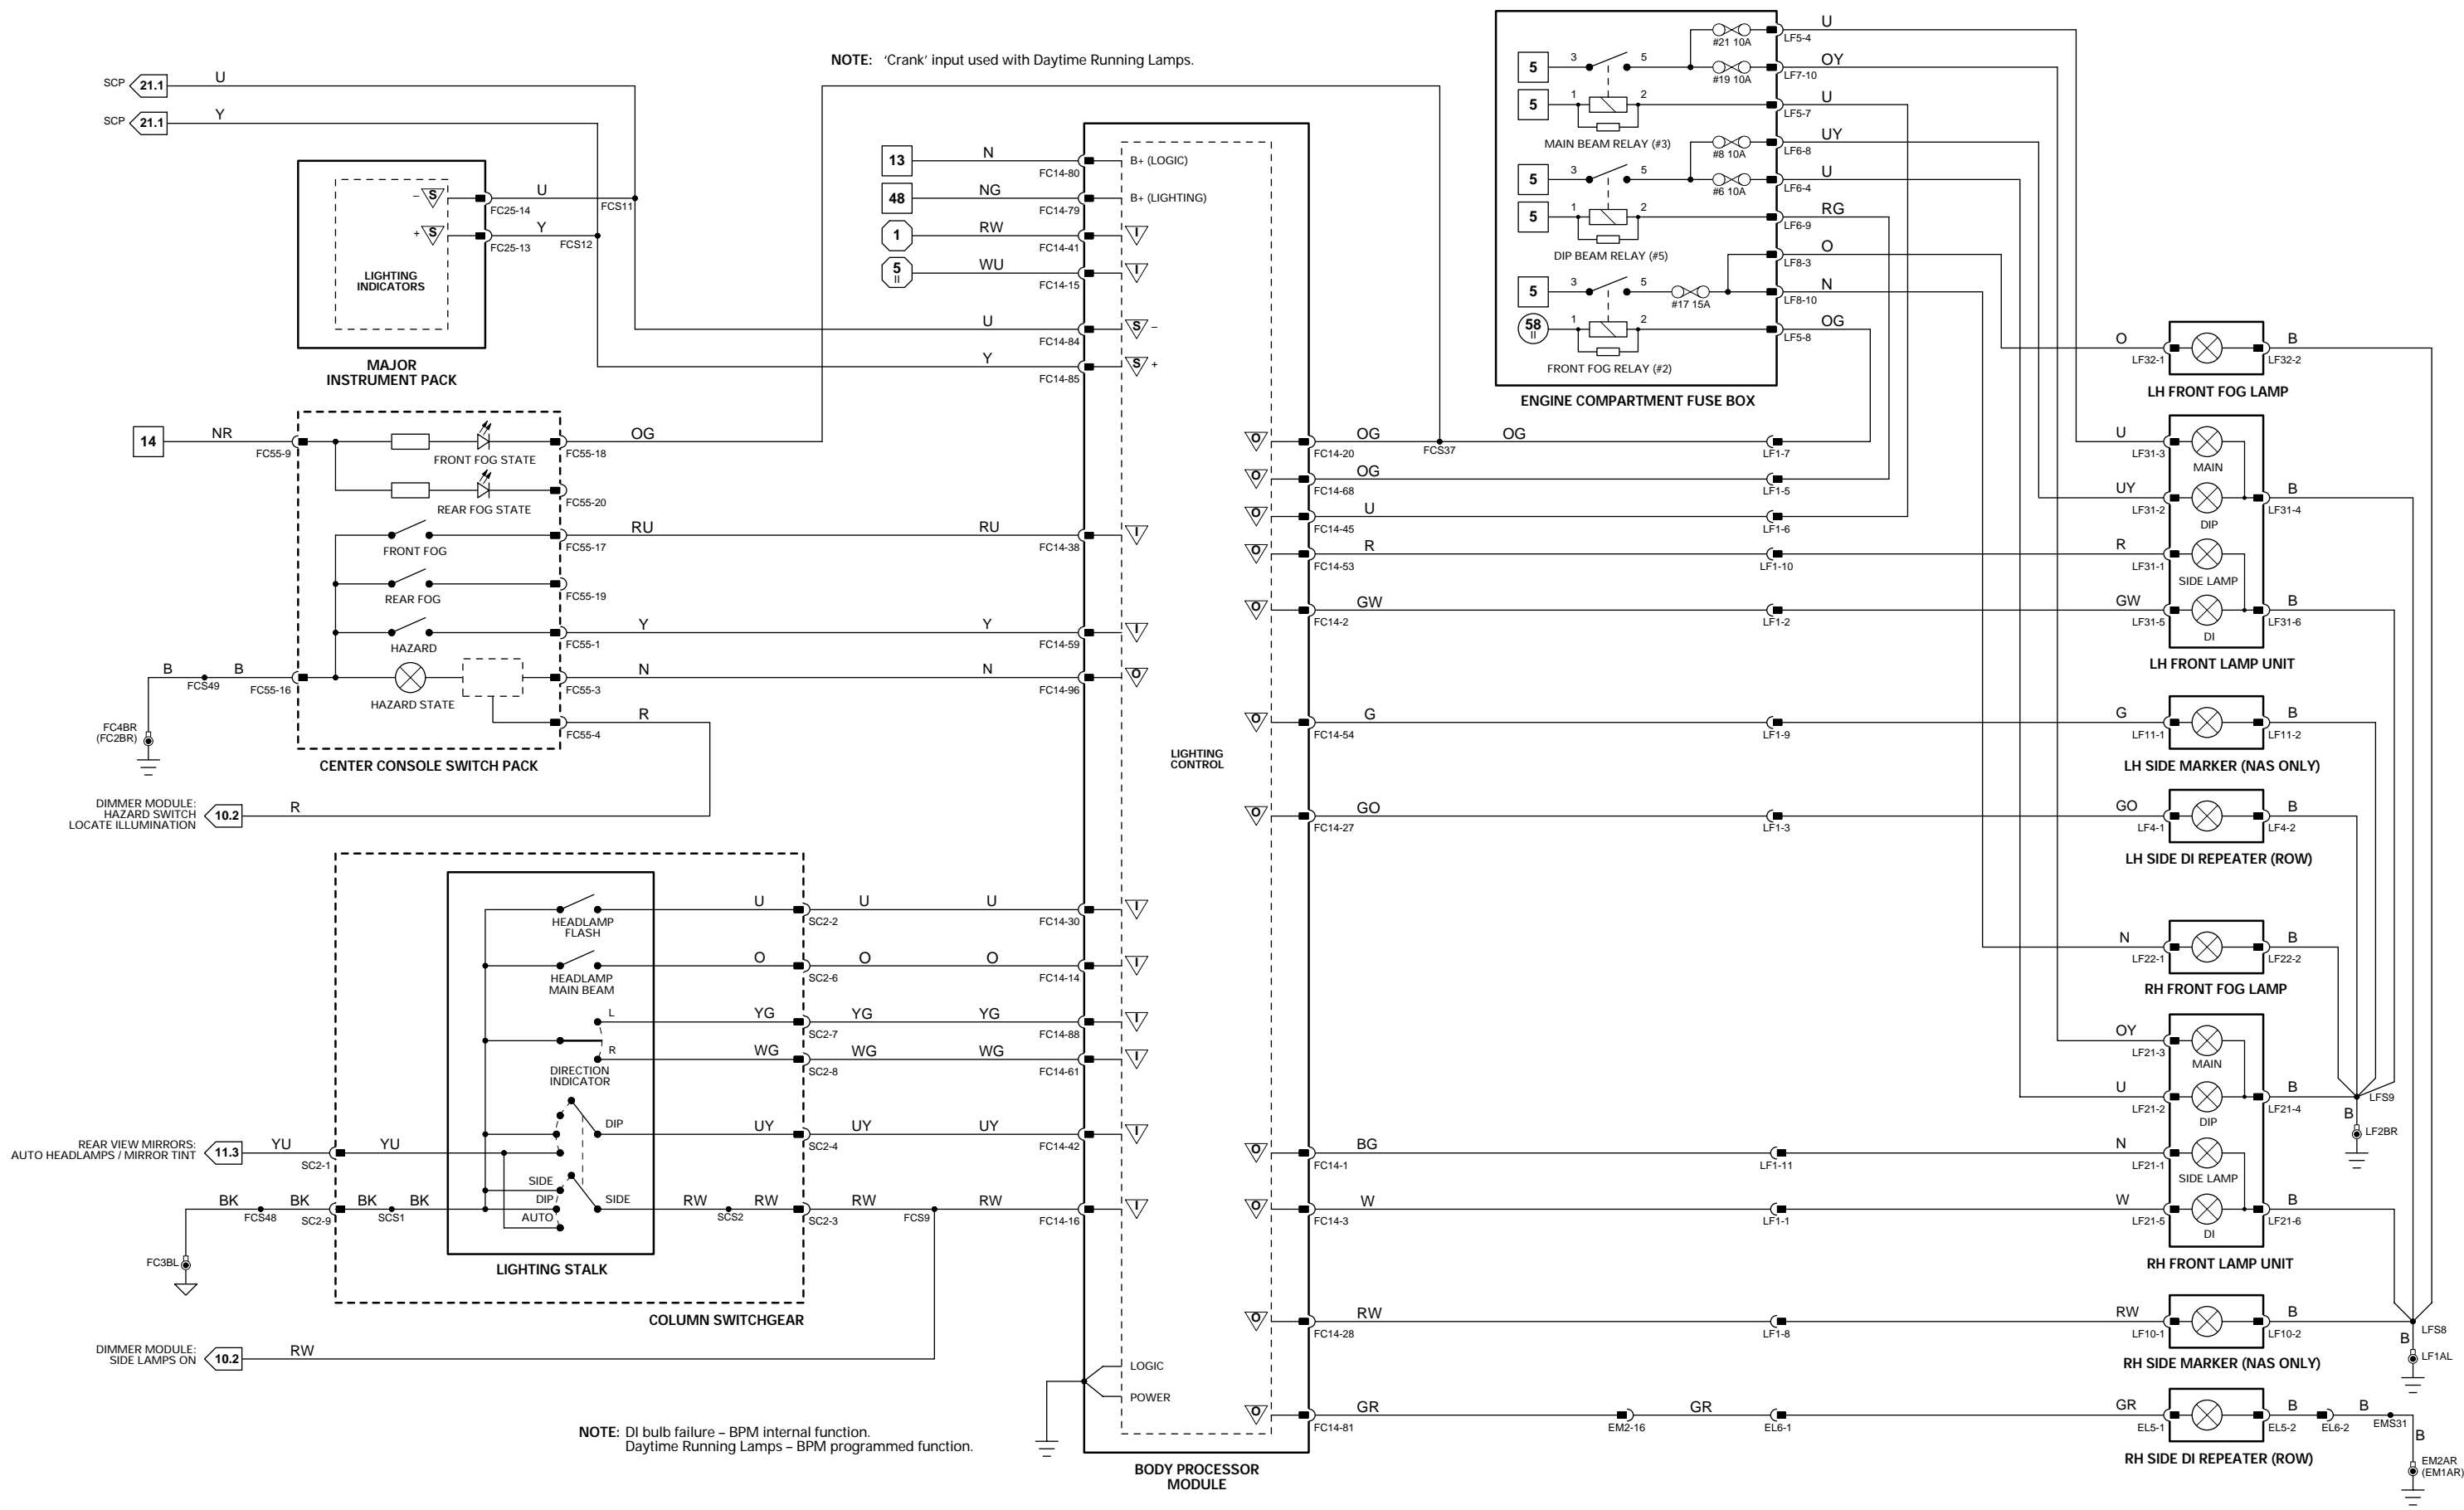 NOTE: ‘Crank’ input used with Daytime Running Lamps.
SCP 21.1 U
SCP 21.1 Y
– S U
FC25-14 FCS11
+ S Y
FC25-13 FCS12
LIGHTING
INDICATORS
MAJOR
INSTRUMENT PACK
14 NR
FC55-9
FRONT FOG STATE
FC55-18 OG
REAR FOG STATE
FC55-20
FRONT FOG
FC55-17 RU RU
REAR FOG
FC55-19
HAZARD
FC55-1 Y Y
B B
FCS49 FC55-16
HAZARD STATE
FC55-3 N N
FC55-4 R
FC4BR
(FC2BR)
CENTER CONSOLE SWITCH PACK
DIMMER MODULE:
HAZARD SWITCH
LOCATE ILLUMINATION
10.2 R
HEADLAMP
FLASH
U SC2-2 U U
HEADLAMP
MAIN BEAM
O SC2-6 O O
L
YG SC2-7 YG YG
R
WG SC2-8 WG WG
DIRECTION
INDICATOR
DIP
UY SC2-4 UY UY
REAR VIEW MIRRORS:
AUTO HEADLAMPS / MIRROR TINT
11.3 YU SC2-1 YU
SIDE
DIP
AUTO
SIDE
BK FCS48 BK SC2-9 BK SCS1 BK
RW SCS2 RW SC2-3 RW FCS9 RW
FC3BL
LIGHTING STALK
COLUMN SWITCHGEAR
DIMMER MODULE:
SIDE LAMPS ON
10.2 RW
NOTE: DI bulb failure – BPM internal function.
Daytime Running Lamps – BPM programmed function.
13 N FC14-80 B+ (LOGIC)
48 NG FC14-79 B+ (LIGHTING)
1 RW FC14-41 I
5 II WU FC14-15 I
U FC14-84 S –
Y FC14-85 S +
FC14-38 I
FC14-59 I
FC14-96 O
FC14-30 I
FC14-14 I
FC14-88 I
FC14-61 I
FC14-42 I
FC14-16 I
LOGIC
POWER
LIGHTING
CONTROL
BODY PROCESSOR
MODULE
O FC14-20 OG FCS37 OG LF1-7
O FC14-68 OG LF1-5
O FC14-45 U LF1-6
O FC14-53 R LF1-10
O FC14-2 GW LF1-2
O FC14-54 G LF1-9
O FC14-27 GO LF1-3
O FC14-1 BG LF1-11
O FC14-3 W LF1-1
O FC14-28 RW LF1-8
O FC14-81 GR EM2-16 GR EL6-1
#21 10A LF5-4 U
5 3 5 #19 10A LF7-10 OY
5 1 2 LF5-7 U
MAIN BEAM RELAY (#3)
#8 10A LF6-8 UY
5 3 5 #6 10A LF6-4 U
5 1 2 LF6-9 RG
DIP BEAM RELAY (#5)
LF8-3 O
5 3 5 #17 15A LF8-10 N
58 II 1 2 LF5-8 OG
FRONT FOG RELAY (#2)
ENGINE COMPARTMENT FUSE BOX
O LF32-1 LF32-2 B
LH FRONT FOG LAMP
U LF31-3 MAIN
UY LF31-2 DIP LF31-4 B
R LF31-1 SIDE LAMP
GW LF31-5 DI LF31-6 B
LH FRONT LAMP UNIT
G LF11-1 LF11-2 B
LH SIDE MARKER (NAS ONLY)
GO LF4-1 LF4-2 B
LH SIDE DI REPEATER (ROW)
N LF22-1 LF22-2 B
RH FRONT FOG LAMP
OY LF21-3 MAIN
U LF21-2 DIP LF21-4 B LFS9
B LF2BR
N LF21-1 SIDE LAMP
W LF21-5 DI LF21-6 B
RH FRONT LAMP UNIT
RW LF10-1 LF10-2 B LFS8
B LF1AL
RH SIDE MARKER (NAS ONLY)
GR EL5-1 EL5-2 B EL6-2 B EMS31
B EM2AR
(EM1AR)
RH SIDE DI REPEATER (ROW)